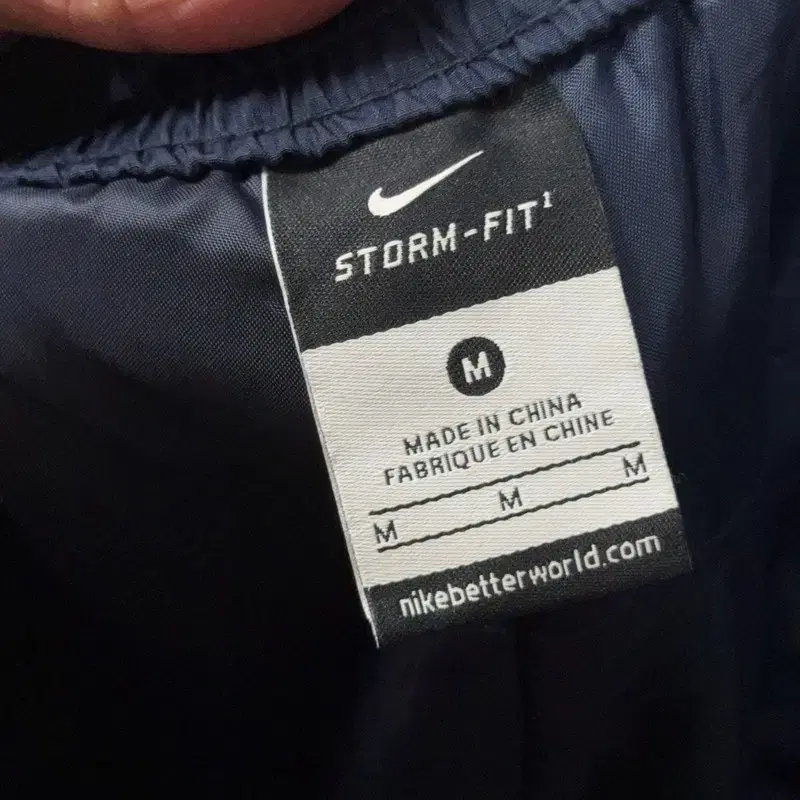 STORM-FIT¹
M
MADE IN CHINA
FABRIQUE EN CHINE
M M M
nikebetterworld.com